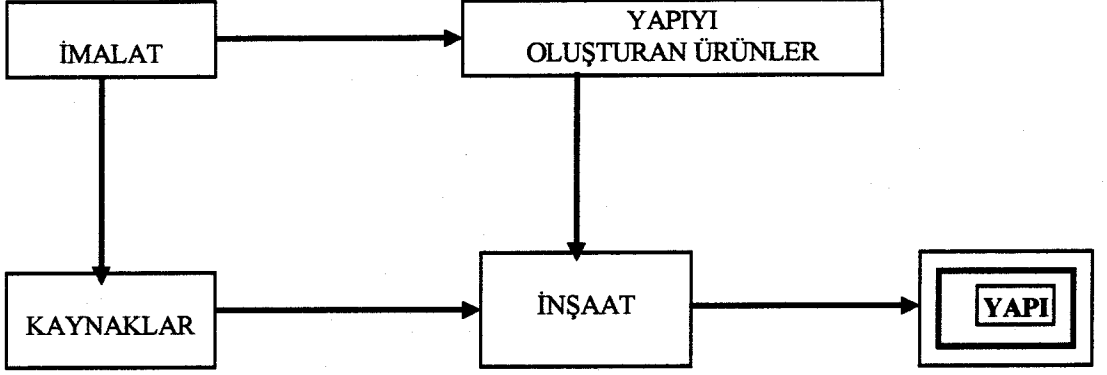 İMALAT
YAPIYI
OLUŞTURAN ÜRÜNLER
KAYNAKLAR
İNŞAAT
YAPI